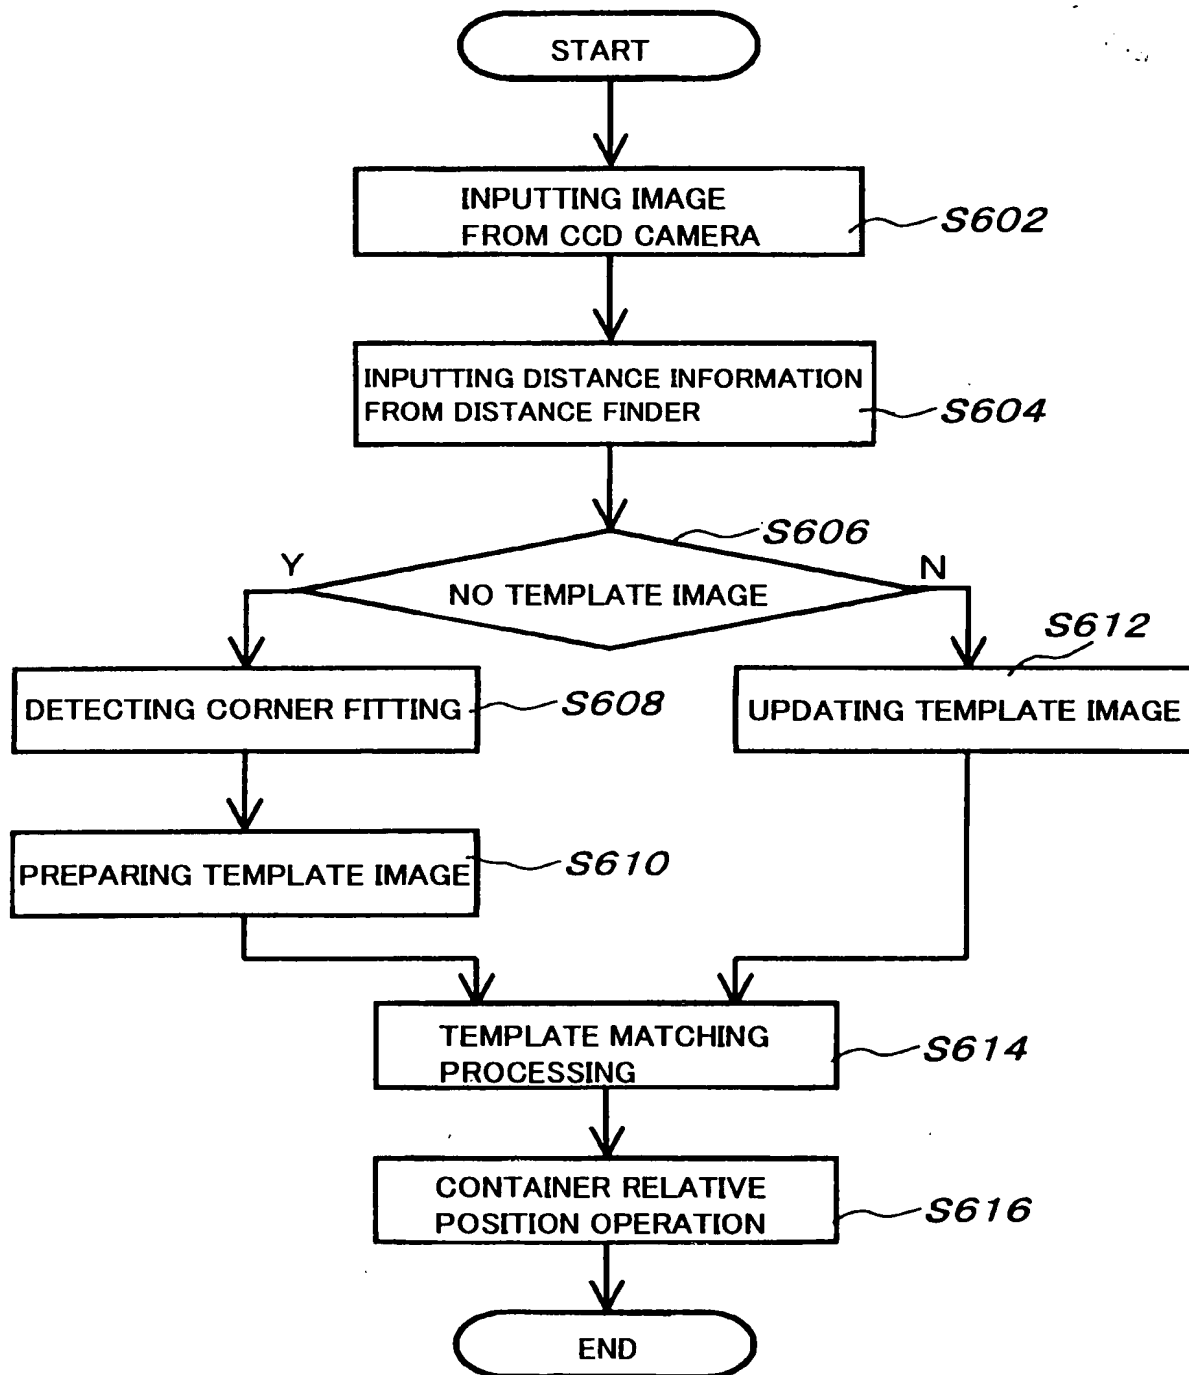 START
INPUTTING IMAGE
FROM CCD CAMERA
S602
INPUTTING DISTANCE INFORMATION
FROM DISTANCE FINDER
S604
S606
Y
NO TEMPLATE IMAGE
N
S612
DETECTING CORNER FITTING
S608
UPDATING TEMPLATE IMAGE
PREPARING TEMPLATE IMAGE
S610
TEMPLATE MATCHING
PROCESSING
S614
CONTAINER RELATIVE
POSITION OPERATION
S616
END